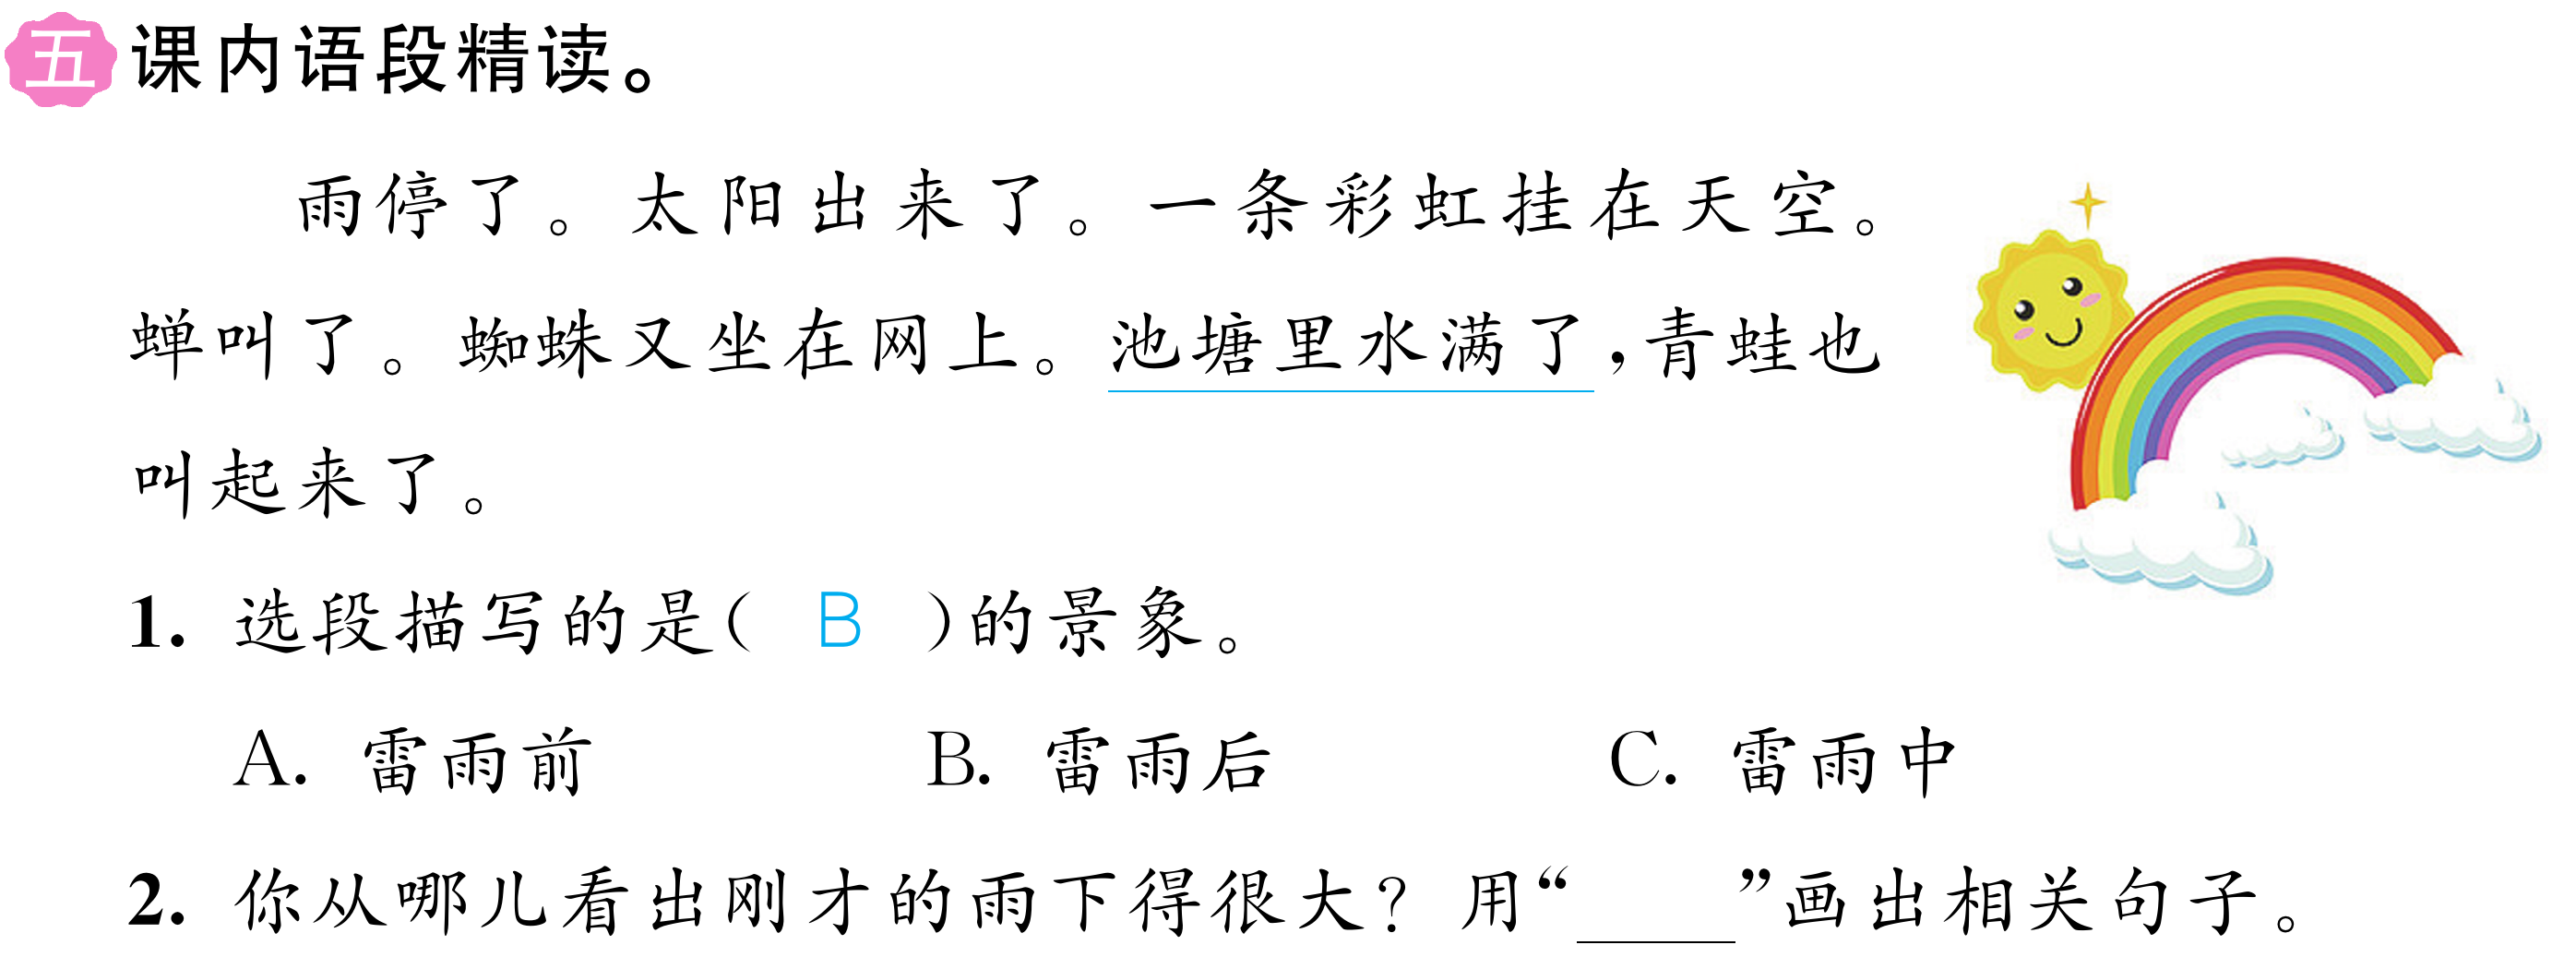 五 课内语段精读。
雨停了。太阳出来了。一条彩虹挂在天空。
蝉叫了。蜘蛛又坐在网上。池塘里水满了,青蛙也
叫起来了。
1. 选段描写的是( B )的景象。
A. 雷雨前 B. 雷雨后 C. 雷雨中
2. 你从哪儿看出刚才的雨下得很大? 用“____”画出相关句子。